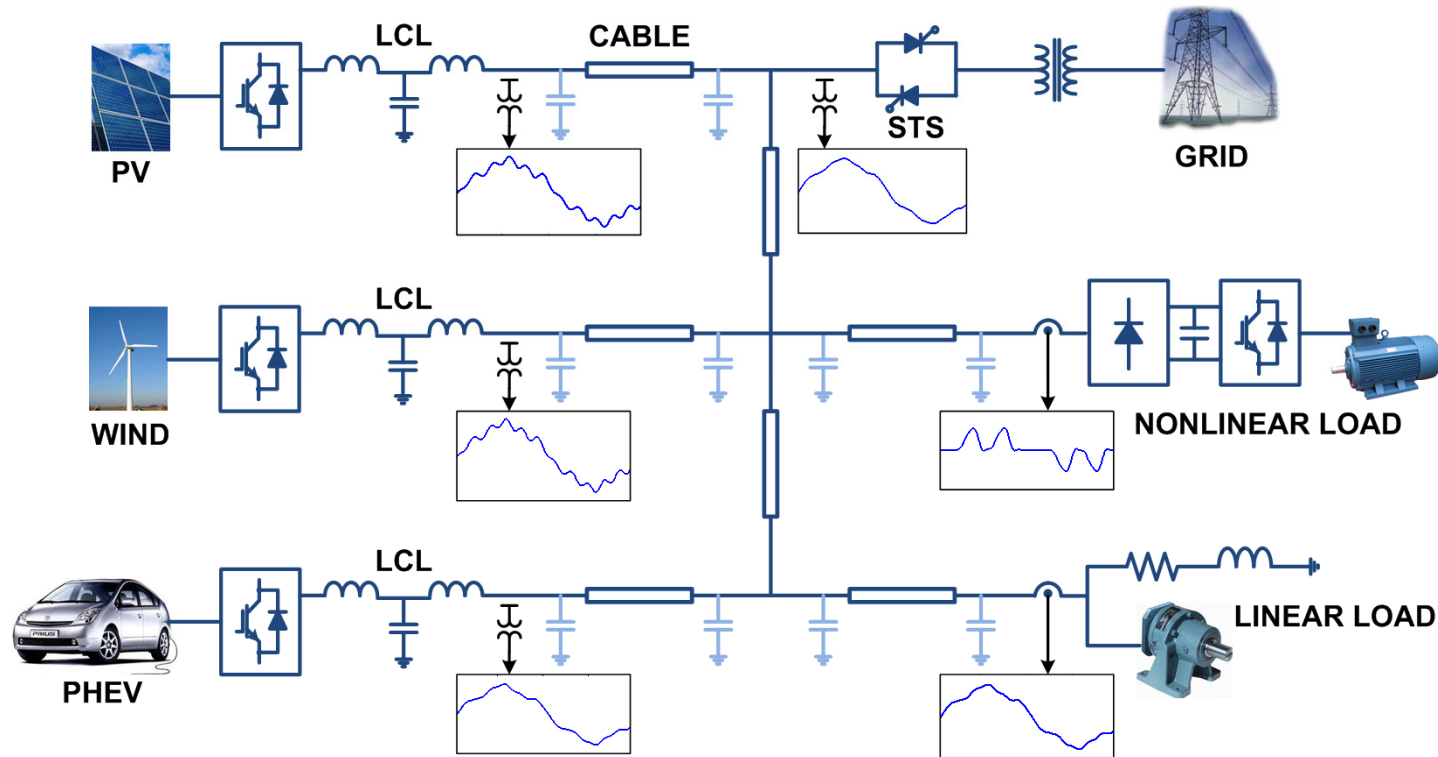 LCL
CABLE
STS
PV
GRID
LCL
WIND
NONLINEAR LOAD
LCL
PRIUS
LINEAR LOAD
PHEV